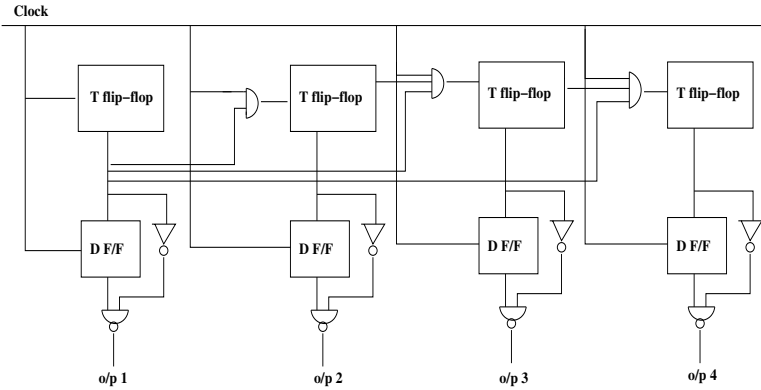 Clock
T flip-flop
T flip-flop
T flip-flop
T flip-flop
D F/F
D F/F
D F/F
D F/F
o/p 1
o/p 2
o/p 3
o/p 4